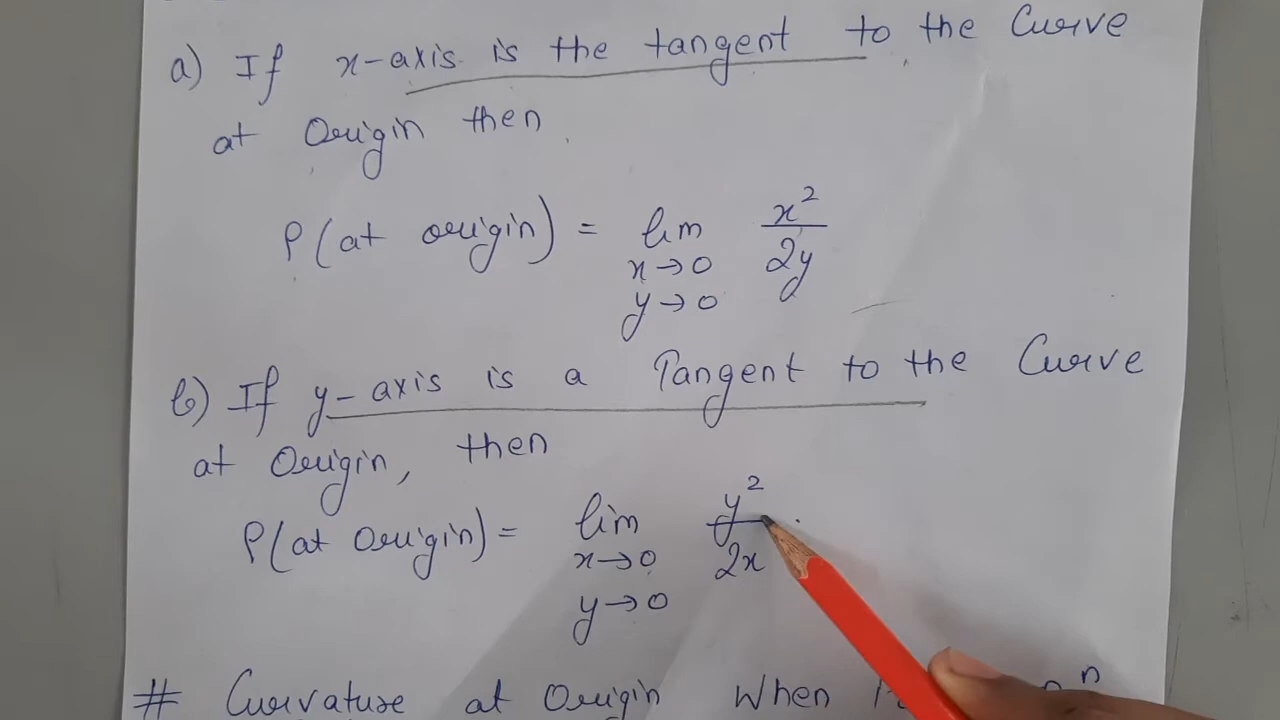 a) If x-axis is the tangent to the Curve
at Origin then
ρ(at origin) = lim x²/2y
x→0
y→0
b) If y-axis is a Tangent to the Curve
at Origin, then
ρ(at Origin) = lim y²/2x
x→0
y→0
# Curvature at Origin When